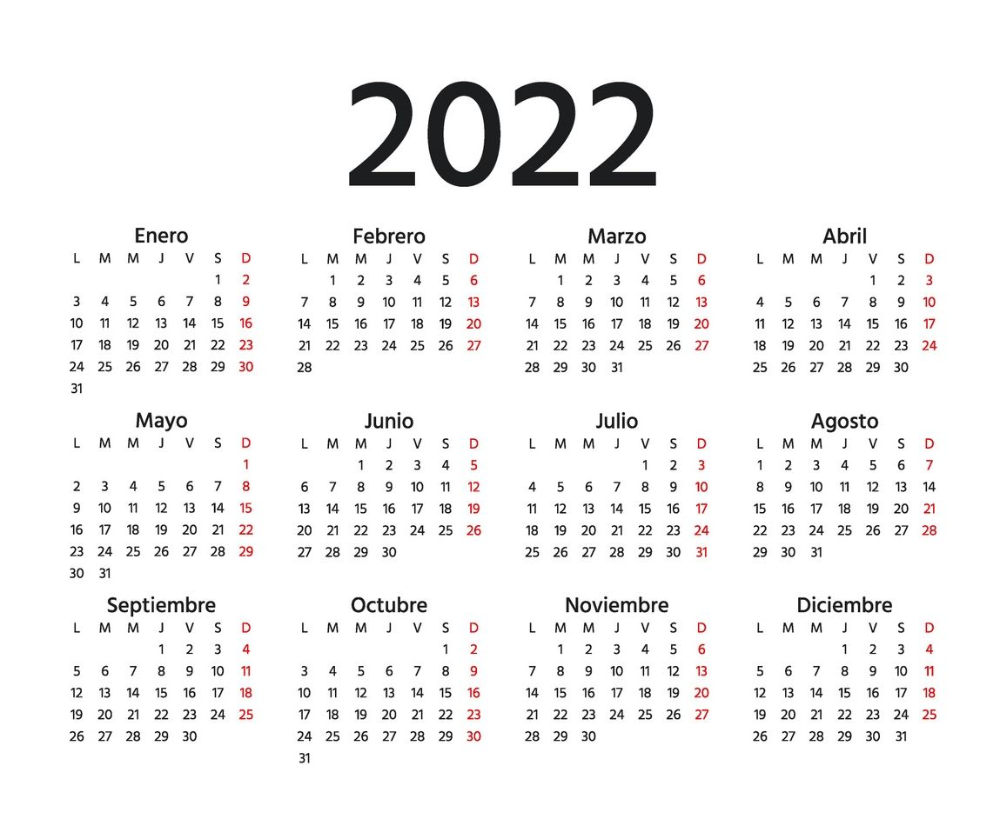 2022
Enero
L M M J V S D
1 2
3 4 5 6 7 8 9
10 11 12 13 14 15 16
17 18 19 20 21 22 23
24 25 26 27 28 29 30
31
Febrero
L M M J V S D
1 2 3 4 5 6
7 8 9 10 11 12 13
14 15 16 17 18 19 20
21 22 23 24 25 26 27
28
Marzo
L M M J V S D
1 2 3 4 5 6
7 8 9 10 11 12 13
14 15 16 17 18 19 20
21 22 23 24 25 26 27
28 29 30 31
Abril
L M M J V S D
1 2 3
4 5 6 7 8 9 10
11 12 13 14 15 16 17
18 19 20 21 22 23 24
25 26 27 28 29 30
Mayo
L M M J V S D
1
2 3 4 5 6 7 8
9 10 11 12 13 14 15
16 17 18 19 20 21 22
23 24 25 26 27 28 29
30 31
Junio
L M M J V S D
1 2 3 4 5
6 7 8 9 10 11 12
13 14 15 16 17 18 19
20 21 22 23 24 25 26
27 28 29 30
Julio
L M M J V S D
1 2 3
4 5 6 7 8 9 10
11 12 13 14 15 16 17
18 19 20 21 22 23 24
25 26 27 28 29 30 31
Agosto
L M M J V S D
1 2 3 4 5 6 7
8 9 10 11 12 13 14
15 16 17 18 19 20 21
22 23 24 25 26 27 28
29 30 31
Septiembre
L M M J V S D
1 2 3 4
5 6 7 8 9 10 11
12 13 14 15 16 17 18
19 20 21 22 23 24 25
26 27 28 29 30
Octubre
L M M J V S D
1 2
3 4 5 6 7 8 9
10 11 12 13 14 15 16
17 18 19 20 21 22 23
24 25 26 27 28 29 30
31
Noviembre
L M M J V S D
1 2 3 4 5 6
7 8 9 10 11 12 13
14 15 16 17 18 19 20
21 22 23 24 25 26 27
28 29 30
Diciembre
L M M J V S D
1 2 3 4
5 6 7 8 9 10 11
12 13 14 15 16 17 18
19 20 21 22 23 24 25
26 27 28 29 30 31